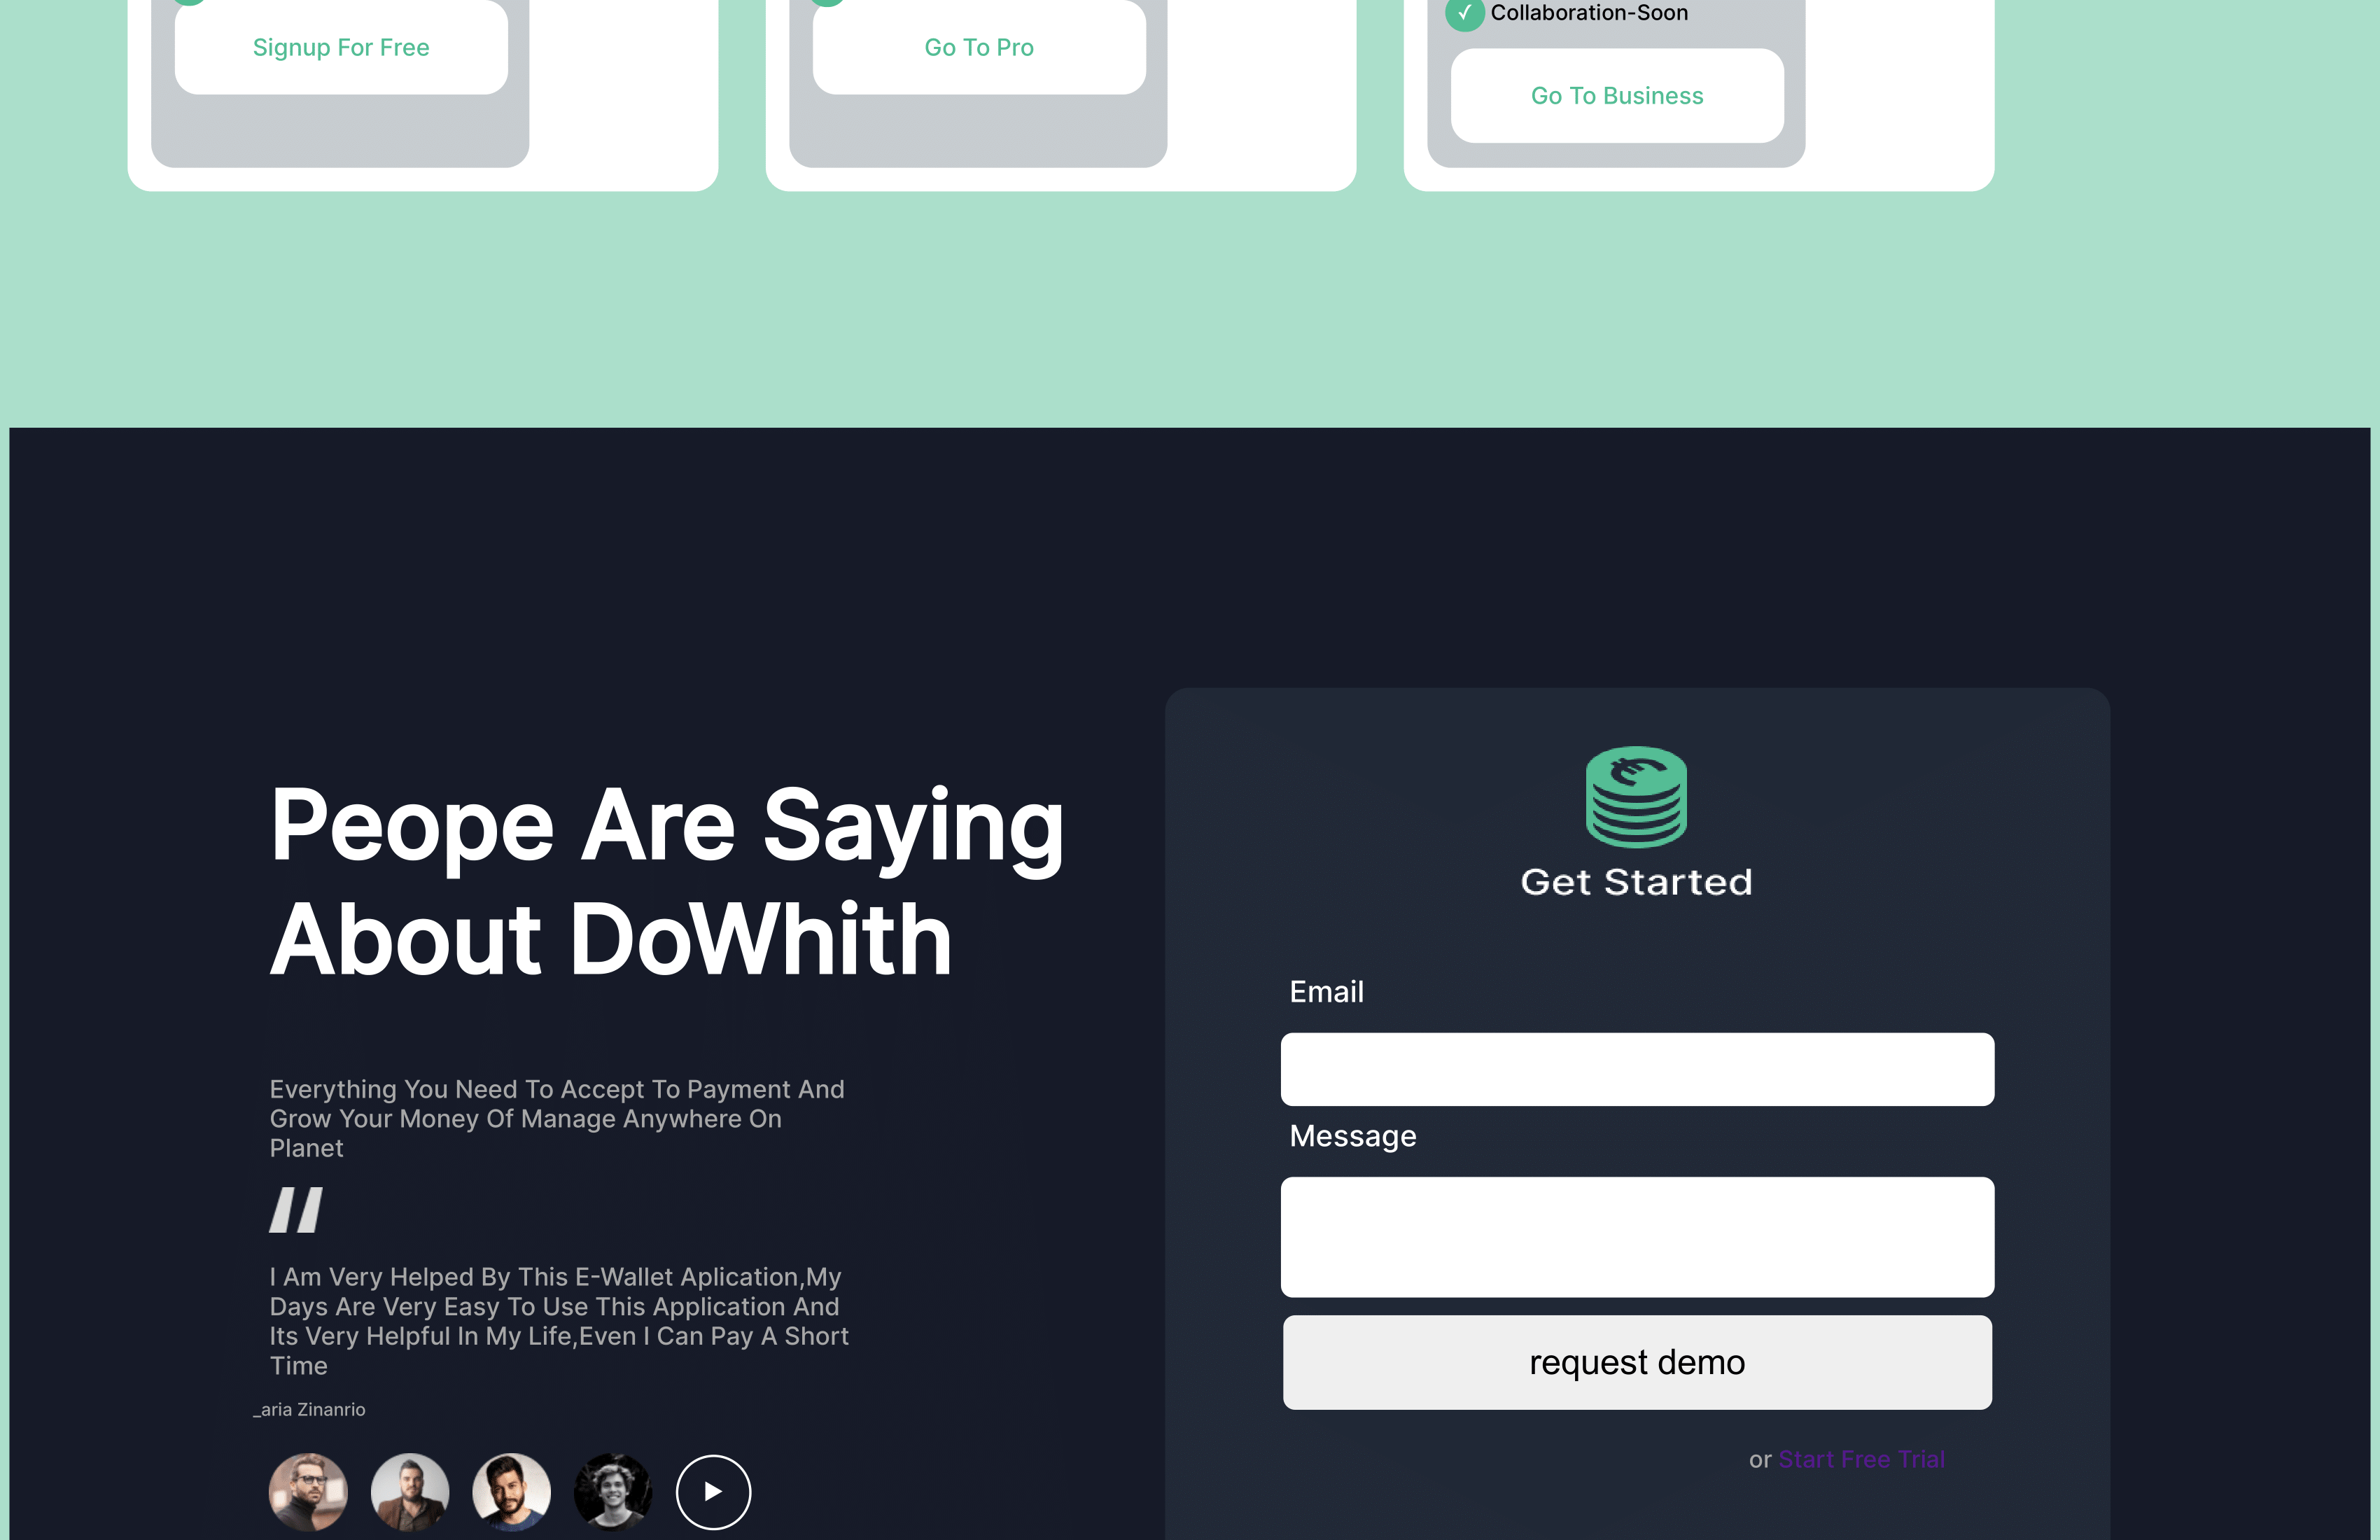 Signup For Free
Go To Pro
Collaboration-Soon
Go To Business
Peope Are Saying
About DoWhith
Everything You Need To Accept To Payment And
Grow Your Money Of Manage Anywhere On
Planet
I Am Very Helped By This E-Wallet Aplication,My
Days Are Very Easy To Use This Application And
Its Very Helpful In My Life,Even I Can Pay A Short
Time
_aria Zinanrio
Get Started
Email
Message
request demo
or Start Free Trial